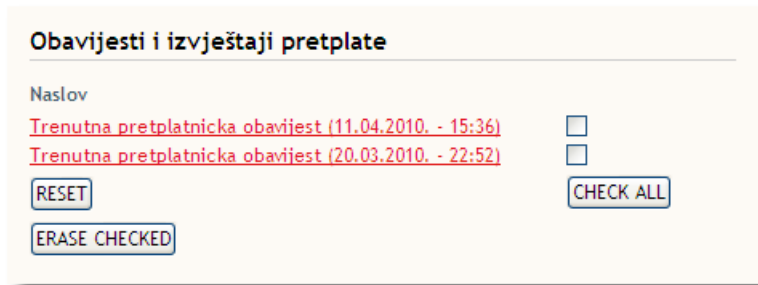 Obavijesti i izvještaji pretplate
Naslov
Trenutna pretplatnicka obavijest (11.04.2010. - 15:36)
Trenutna pretplatnicka obavijest (20.03.2010. - 22:52)
RESET CHECK ALL
ERASE CHECKED